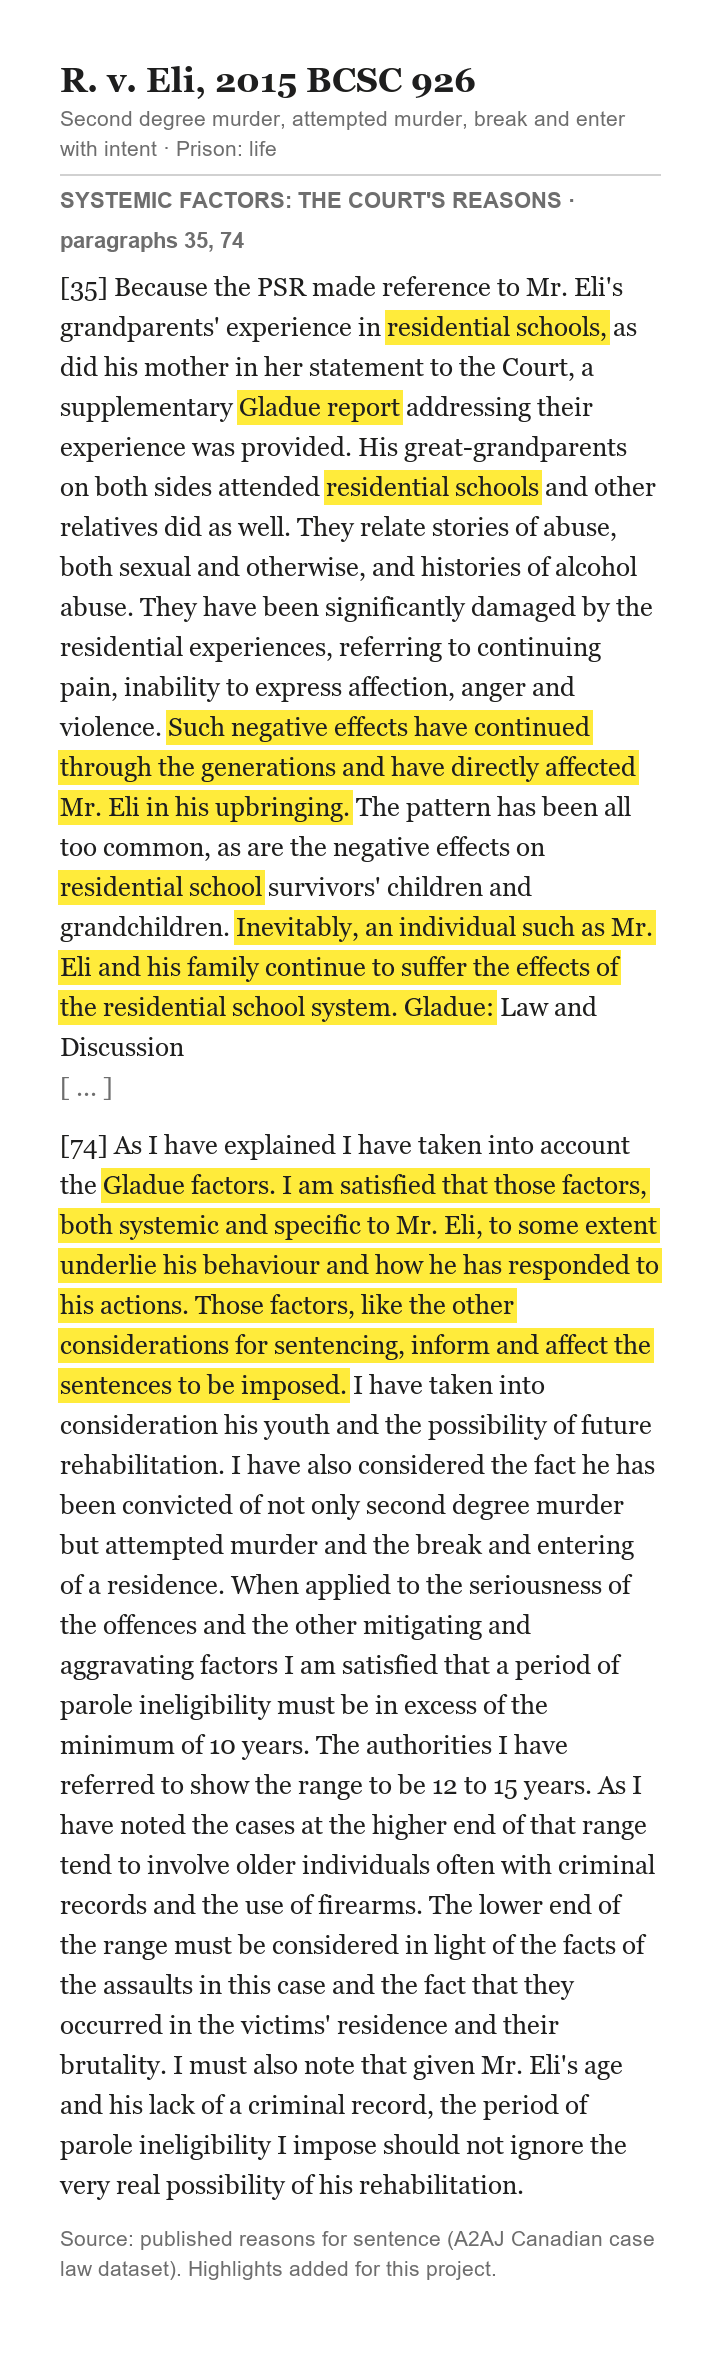 R. v. Eli, 2015 BCSC 926
Second degree murder, attempted murder, break and enter
with intent · Prison: life
SYSTEMIC FACTORS: THE COURT'S REASONS ·
paragraphs 35, 74
[35] Because the PSR made reference to Mr. Eli's
grandparents' experience in residential schools, as
did his mother in her statement to the Court, a
supplementary Gladue report addressing their
experience was provided. His great-grandparents
on both sides attended residential schools and other
relatives did as well. They relate stories of abuse,
both sexual and otherwise, and histories of alcohol
abuse. They have been significantly damaged by the
residential experiences, referring to continuing
pain, inability to express affection, anger and
violence. Such negative effects have continued
through the generations and have directly affected
Mr. Eli in his upbringing. The pattern has been all
too common, as are the negative effects on
residential school survivors' children and
grandchildren. Inevitably, an individual such as Mr.
Eli and his family continue to suffer the effects of
the residential school system. Gladue: Law and
Discussion
[ ... ]
[74] As I have explained I have taken into account
the Gladue factors. I am satisfied that those factors,
both systemic and specific to Mr. Eli, to some extent
underlie his behaviour and how he has responded to
his actions. Those factors, like the other
considerations for sentencing, inform and affect the
sentences to be imposed. I have taken into
consideration his youth and the possibility of future
rehabilitation. I have also considered the fact he has
been convicted of not only second degree murder
but attempted murder and the break and entering
of a residence. When applied to the seriousness of
the offences and the other mitigating and
aggravating factors I am satisfied that a period of
parole ineligibility must be in excess of the
minimum of 10 years. The authorities I have
referred to show the range to be 12 to 15 years. As I
have noted the cases at the higher end of that range
tend to involve older individuals often with criminal
records and the use of firearms. The lower end of
the range must be considered in light of the facts of
the assaults in this case and the fact that they
occurred in the victims' residence and their
brutality. I must also note that given Mr. Eli's age
and his lack of a criminal record, the period of
parole ineligibility I impose should not ignore the
very real possibility of his rehabilitation.
Source: published reasons for sentence (A2AJ Canadian case
law dataset). Highlights added for this project.